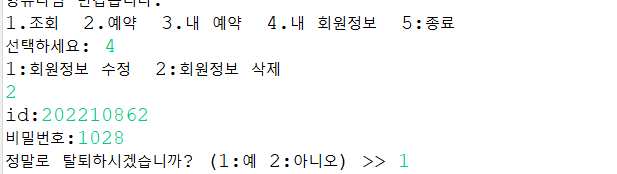 1.조회  2.예약  3.내 예약  4.내 회원정보  5:종료
선택하세요: 4
1:회원정보 수정  2:회원정보 삭제
2
id:202210862
비밀번호:1028
정말로 탈퇴하시겠습니까? (1:예 2:아니오) >> 1